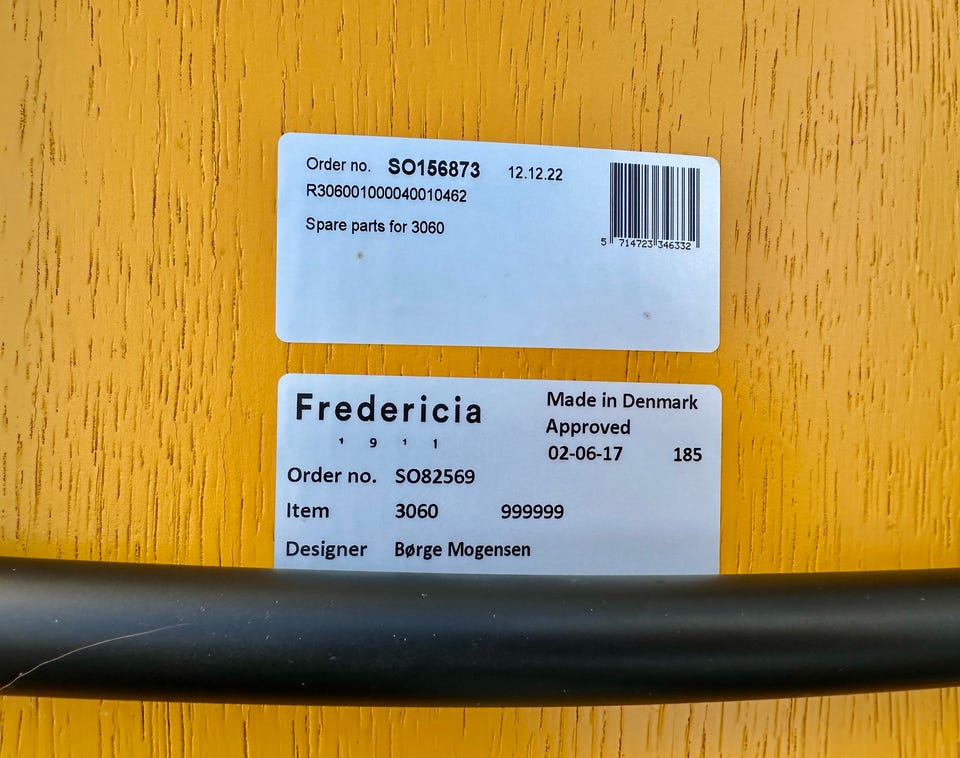 Order no. SO156873 12.12.22
R306001000040010462
Spare parts for 3060
5 714723 346332
Fredericia
1 9 1 1
Made in Denmark
Approved
02-06-17 185
Order no. SO82569
Item 3060 999999
Designer Børge Mogensen